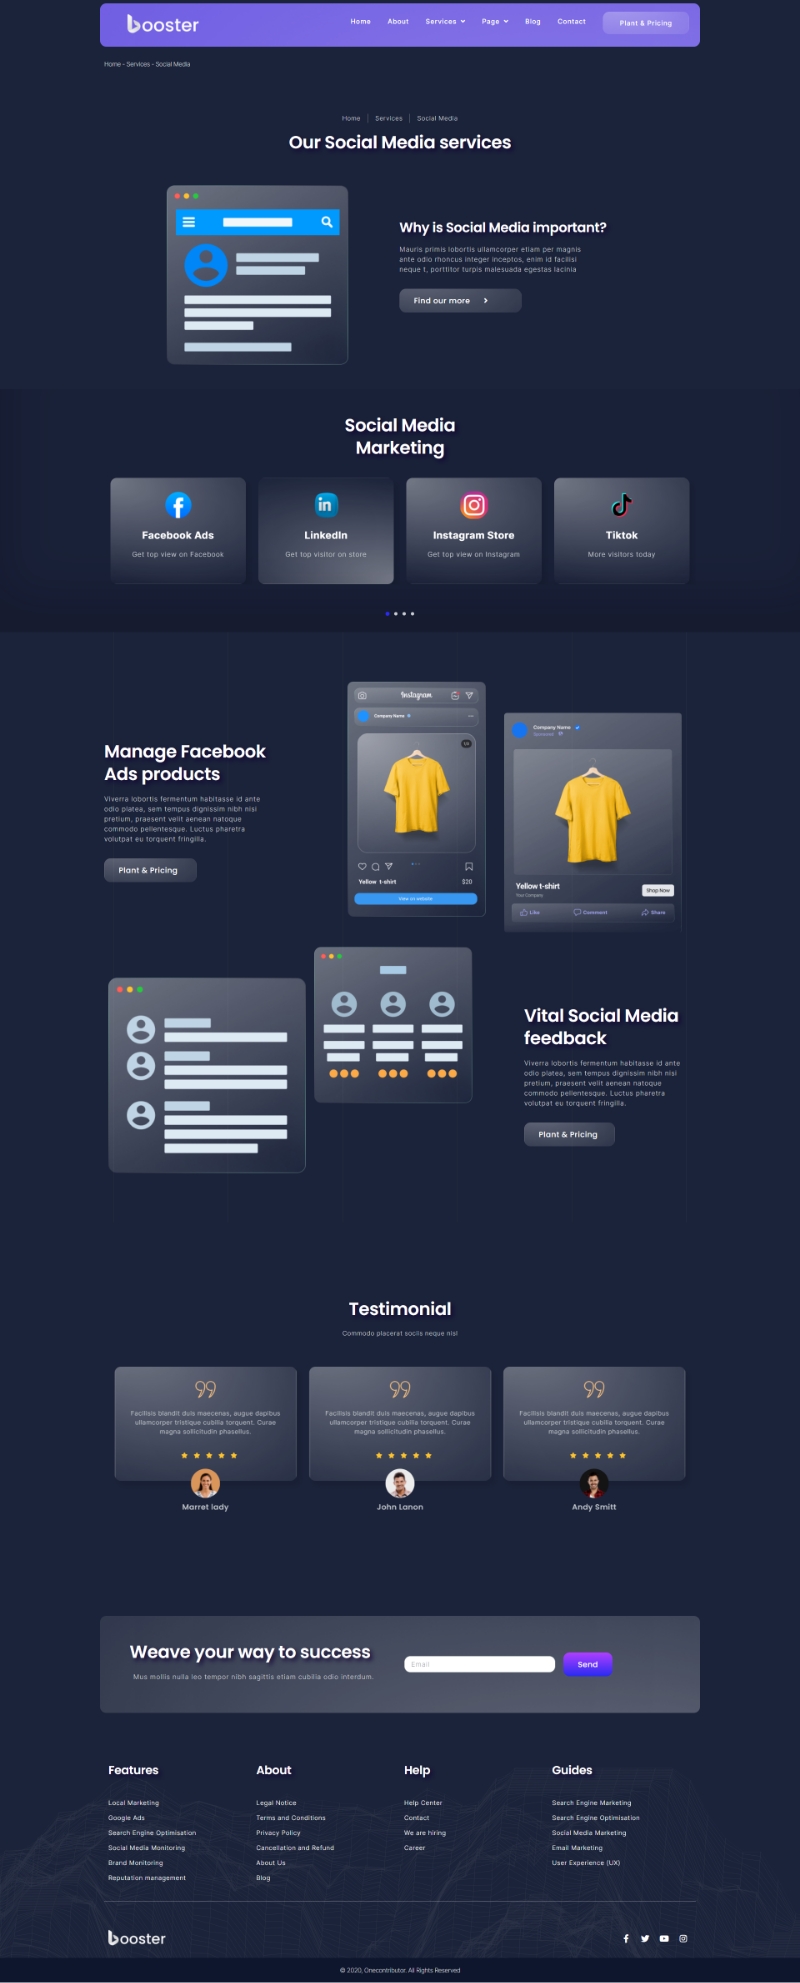 booster
Home About Services Page Blog Contact Plant & Pricing
Home - Services - Social Media
Home Services Social Media
Our Social Media services
Why is Social Media important?
Mauris primis lobortis ullamcorper etiam per magnis
ante odio rhoncus integer inceptos, enim id facilisi
neque t, porttitor turpis malesuada egestas lacinia
Find our more
Social Media
Marketing
Facebook Ads
Get top view on Facebook
LinkedIn
Get top visitor on store
Instagram Store
Get top view on Instagram
Tiktok
More visitors today
Manage Facebook
Ads products
Viverra lobortis fermentum habitasse id ante
odio platea, sem tempus dignissim nibh nisl
pretium, praesent velit aenean natoque
commodo pellentesque. Luctus pharetra
volutpat eu torquent fringilla.
Plant & Pricing
Instagram
Company Name
Yellow t-shirt $20
View on website
Company Name
Sponsored
Yellow t-shirt
Your Company
Shop Now
Like Comment Share
Vital Social Media
feedback
Viverra lobortis fermentum habitasse id ante
odio platea, sem tempus dignissim nibh nisl
pretium, praesent velit aenean natoque
commodo pellentesque. Luctus pharetra
volutpat eu torquent fringilla.
Plant & Pricing
Testimonial
Commodo placerat sociis neque nisl
Facilisis blandit duis maecenas, augue dapibus
ullamcorper tristique cubilia torquent. Curae
magna sollicitudin phasellus.
Marret lady
Facilisis blandit duis maecenas, augue dapibus
ullamcorper tristique cubilia torquent. Curae
magna sollicitudin phasellus.
John Lanon
Facilisis blandit duis maecenas, augue dapibus
ullamcorper tristique cubilia torquent. Curae
magna sollicitudin phasellus.
Andy Smitt
Weave your way to success
Mus mollis nulla leo tempor nibh sagittis etiam cubilia odio interdum.
Email
Send
Features
Local Marketing
Google Ads
Search Engine Optimisation
Social Media Monitoring
Brand Monitoring
Reputation management
About
Legal Notice
Terms and Conditions
Privacy Policy
Cancellation and Refund
About Us
Blog
Help
Help Center
Contact
We are hiring
Career
Guides
Search Engine Marketing
Search Engine Optimisation
Social Media Marketing
Email Marketing
User Experience (UX)
booster
© 2020, Onecontributor. All Rights Reserved